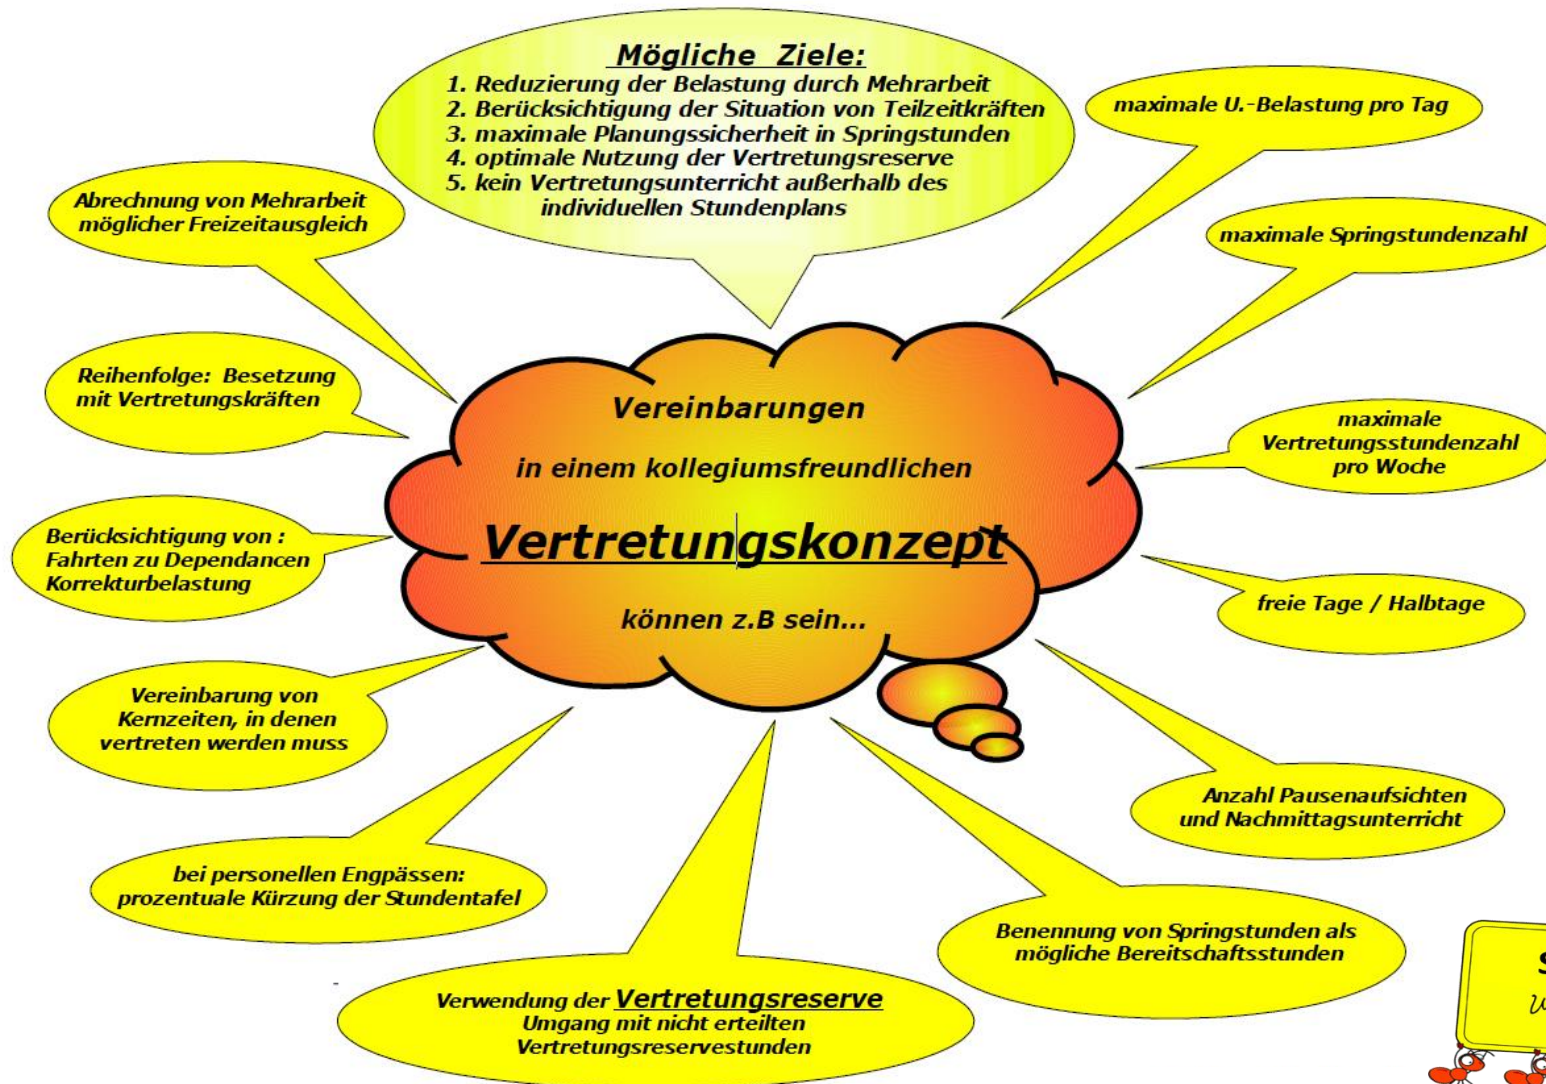 Mögliche Ziele:
1. Reduzierung der Belastung durch Mehrarbeit
2. Berücksichtigung der Situation von Teilzeitkräften
3. maximale Planungssicherheit in Springstunden
4. optimale Nutzung der Vertretungsreserve
5. kein Vertretungsunterricht außerhalb des
individuellen Stundenplans
maximale U.-Belastung pro Tag
Abrechnung von Mehrarbeit
möglicher Freizeitausgleich
maximale Springstundenzahl
Reihenfolge: Besetzung
mit Vertretungskräften
Vereinbarungen
in einem kollegiumsfreundlichen
Vertretungskonzept
können z.B sein...
maximale
Vertretungsstundenzahl
pro Woche
Berücksichtigung von :
Fahrten zu Dependancen
Korrekturbelastung
freie Tage / Halbtage
Vereinbarung von
Kernzeiten, in denen
vertreten werden muss
Anzahl Pausenaufsichten
und Nachmittagsunterricht
bei personellen Engpässen:
prozentuale Kürzung der Stundentafel
Benennung von Springstunden als
mögliche Bereitschaftsstunden
Verwendung der Vertretungsreserve
Umgang mit nicht erteilten
Vertretungsreservestunden